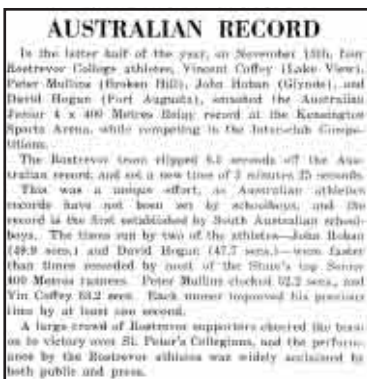 AUSTRALIAN RECORD
In the latter half of the year, on November 15th, four
Rostrevor College athletes, Vincent Coffey (Lake View),
Peter Mullins (Broken Hill), John Hoban (Glynde), and
David Hogan (Port Augusta), smashed the Australian
Junior 4 x 400 Metres Relay record at the Kensington
Sports Arena, while competing in the Inter-club Compe-
titions.
The Rostrevor team clipped seconds off the Aus-
tralian record, and set a new time of 3 minutes 25 seconds.
This was a unique effort, as Australian athletics
records have not been set by schoolboys, and the
record is the first established by South Australian school-
boys. The times run by two of the athletes—John Hoban
(49.9 secs.) and David Hogan (47.7 secs.)—were faster
than times recorded by most of the State's top Senior
400 Metres runners. Peter Mullins clocked 52.2 secs., and
Vin Coffey secs. Each runner improved his previous
time by at least one second.
A large crowd of Rostrevor supporters cheered the team
on to victory over St. Peter's Collegians, and the perform-
ance by the Rostrevor athletes was widely acclaimed by
both public and press.